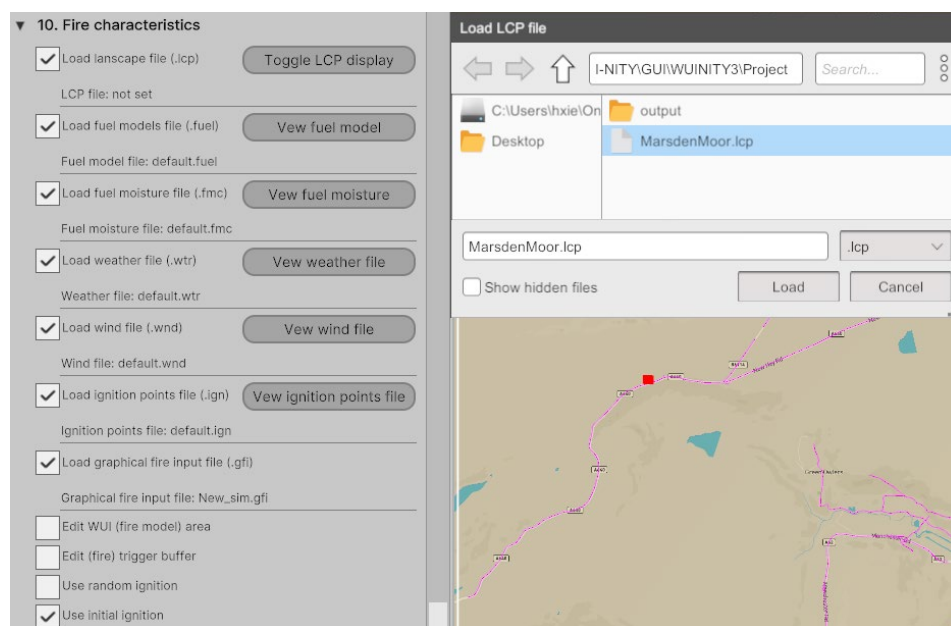 10. Fire characteristics
Load lanscape file (.lcp)
Toggle LCP display
LCP file: not set
Load fuel models file (.fuel)
Vew fuel model
Fuel model file: default.fuel
Load fuel moisture file (.fmc)
Vew fuel moisture
Fuel moisture file: default.fmc
Load weather file (.wtr)
Vew weather file
Weather file: default.wtr
Load wind file (.wnd)
Vew wind file
Wind file: default.wnd
Load ignition points file (.ign)
Vew ignition points file
Ignition points file: default.ign
Load graphical fire input file (.gfi)
Graphical fire input file: New_sim.gfi
Edit WUI (fire model) area
Edit (fire) trigger buffer
Use random ignition
Use initial ignition
Load LCP file
I-NITY\GUI\WUINITY3\Project
Search...
C:\Users\hxie\On
output
Desktop
MarsdenMoor.lcp
MarsdenMoor.lcp
.lcp
Show hidden files
Load
Cancel
A640
A640
A640
A640